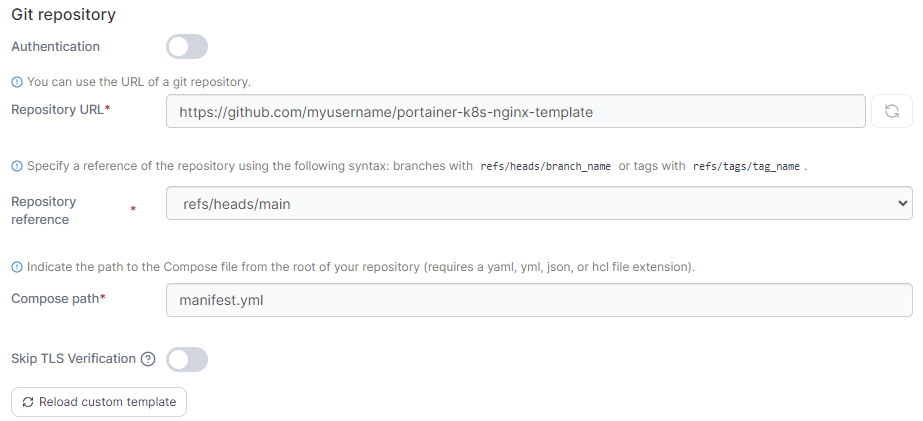 Git repository
Authentication
You can use the URL of a git repository.
Repository URL*
https://github.com/myusername/portainer-k8s-nginx-template
Specify a reference of the repository using the following syntax: branches with refs/heads/branch_name or tags with refs/tags/tag_name.
Repository reference *
refs/heads/main
Indicate the path to the Compose file from the root of your repository (requires a yaml, yml, json, or hcl file extension).
Compose path*
manifest.yml
Skip TLS Verification ?
Reload custom template